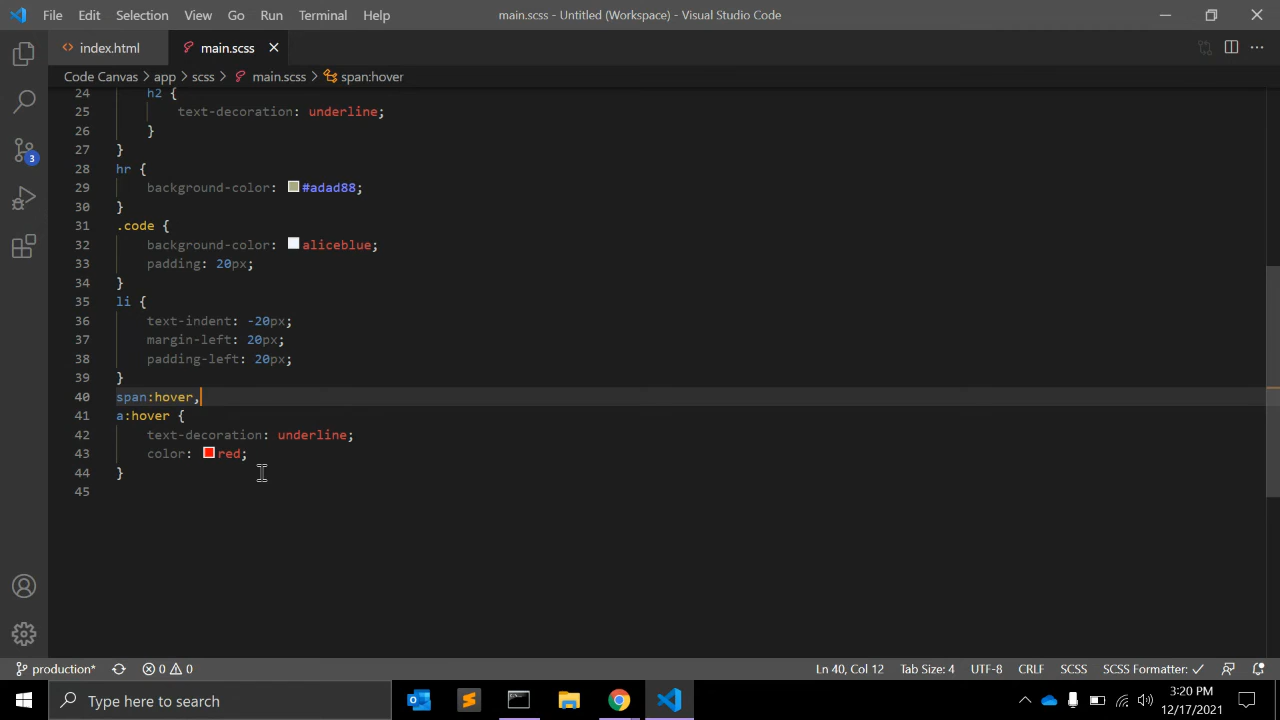 File Edit Selection View Go Run Terminal Help main.scss - Untitled (Workspace) - Visual Studio Code
index.html main.scss
Code Canvas > app > scss > main.scss > span:hover
24 h2 {
25 text-decoration: underline;
26 }
27 }
28 hr {
29 background-color: #adad88;
30 }
31 .code {
32 background-color: aliceblue;
33 padding: 20px;
34 }
35 li {
36 text-indent: -20px;
37 margin-left: 20px;
38 padding-left: 20px;
39 }
40 span:hover,
41 a:hover {
42 text-decoration: underline;
43 color: red;
44 }
45
3
production* 0 0 Ln 40, Col 12 Tab Size: 4 UTF-8 CRLF SCSS SCSS Formatter: ✓
Type here to search 3:20 PM
12/17/2021